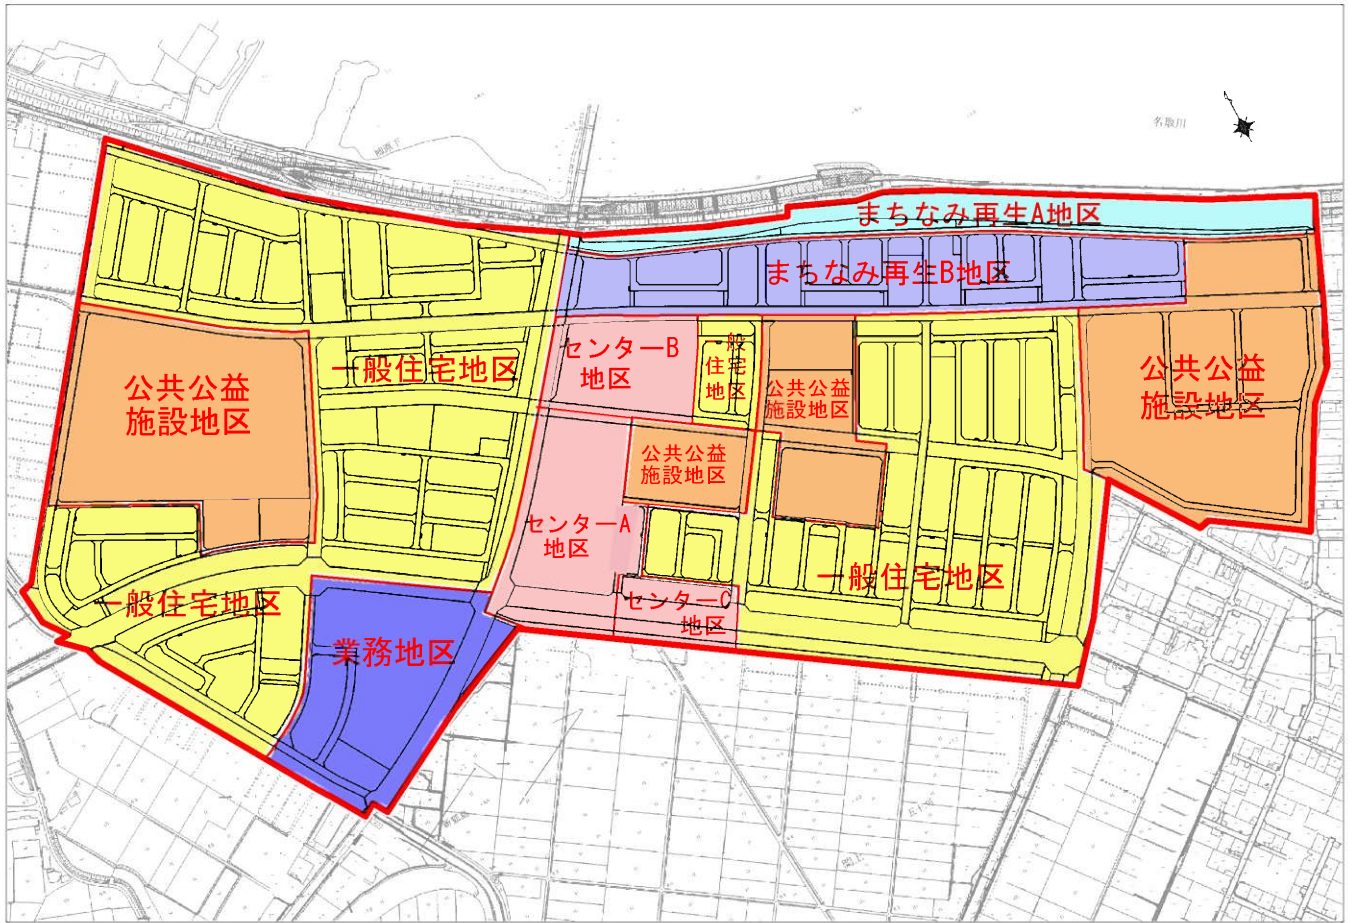 名取川
まちなみ再生A地区
まちなみ再生B地区
センターB
地区
一般
住宅
地区
一般住宅地区
公共公益
施設地区
公共公益
施設地区
公共公益
施設地区
公共公益
施設地区
センターA
地区
一般住宅地区
一般住宅地区
センターC
地区
業務地区